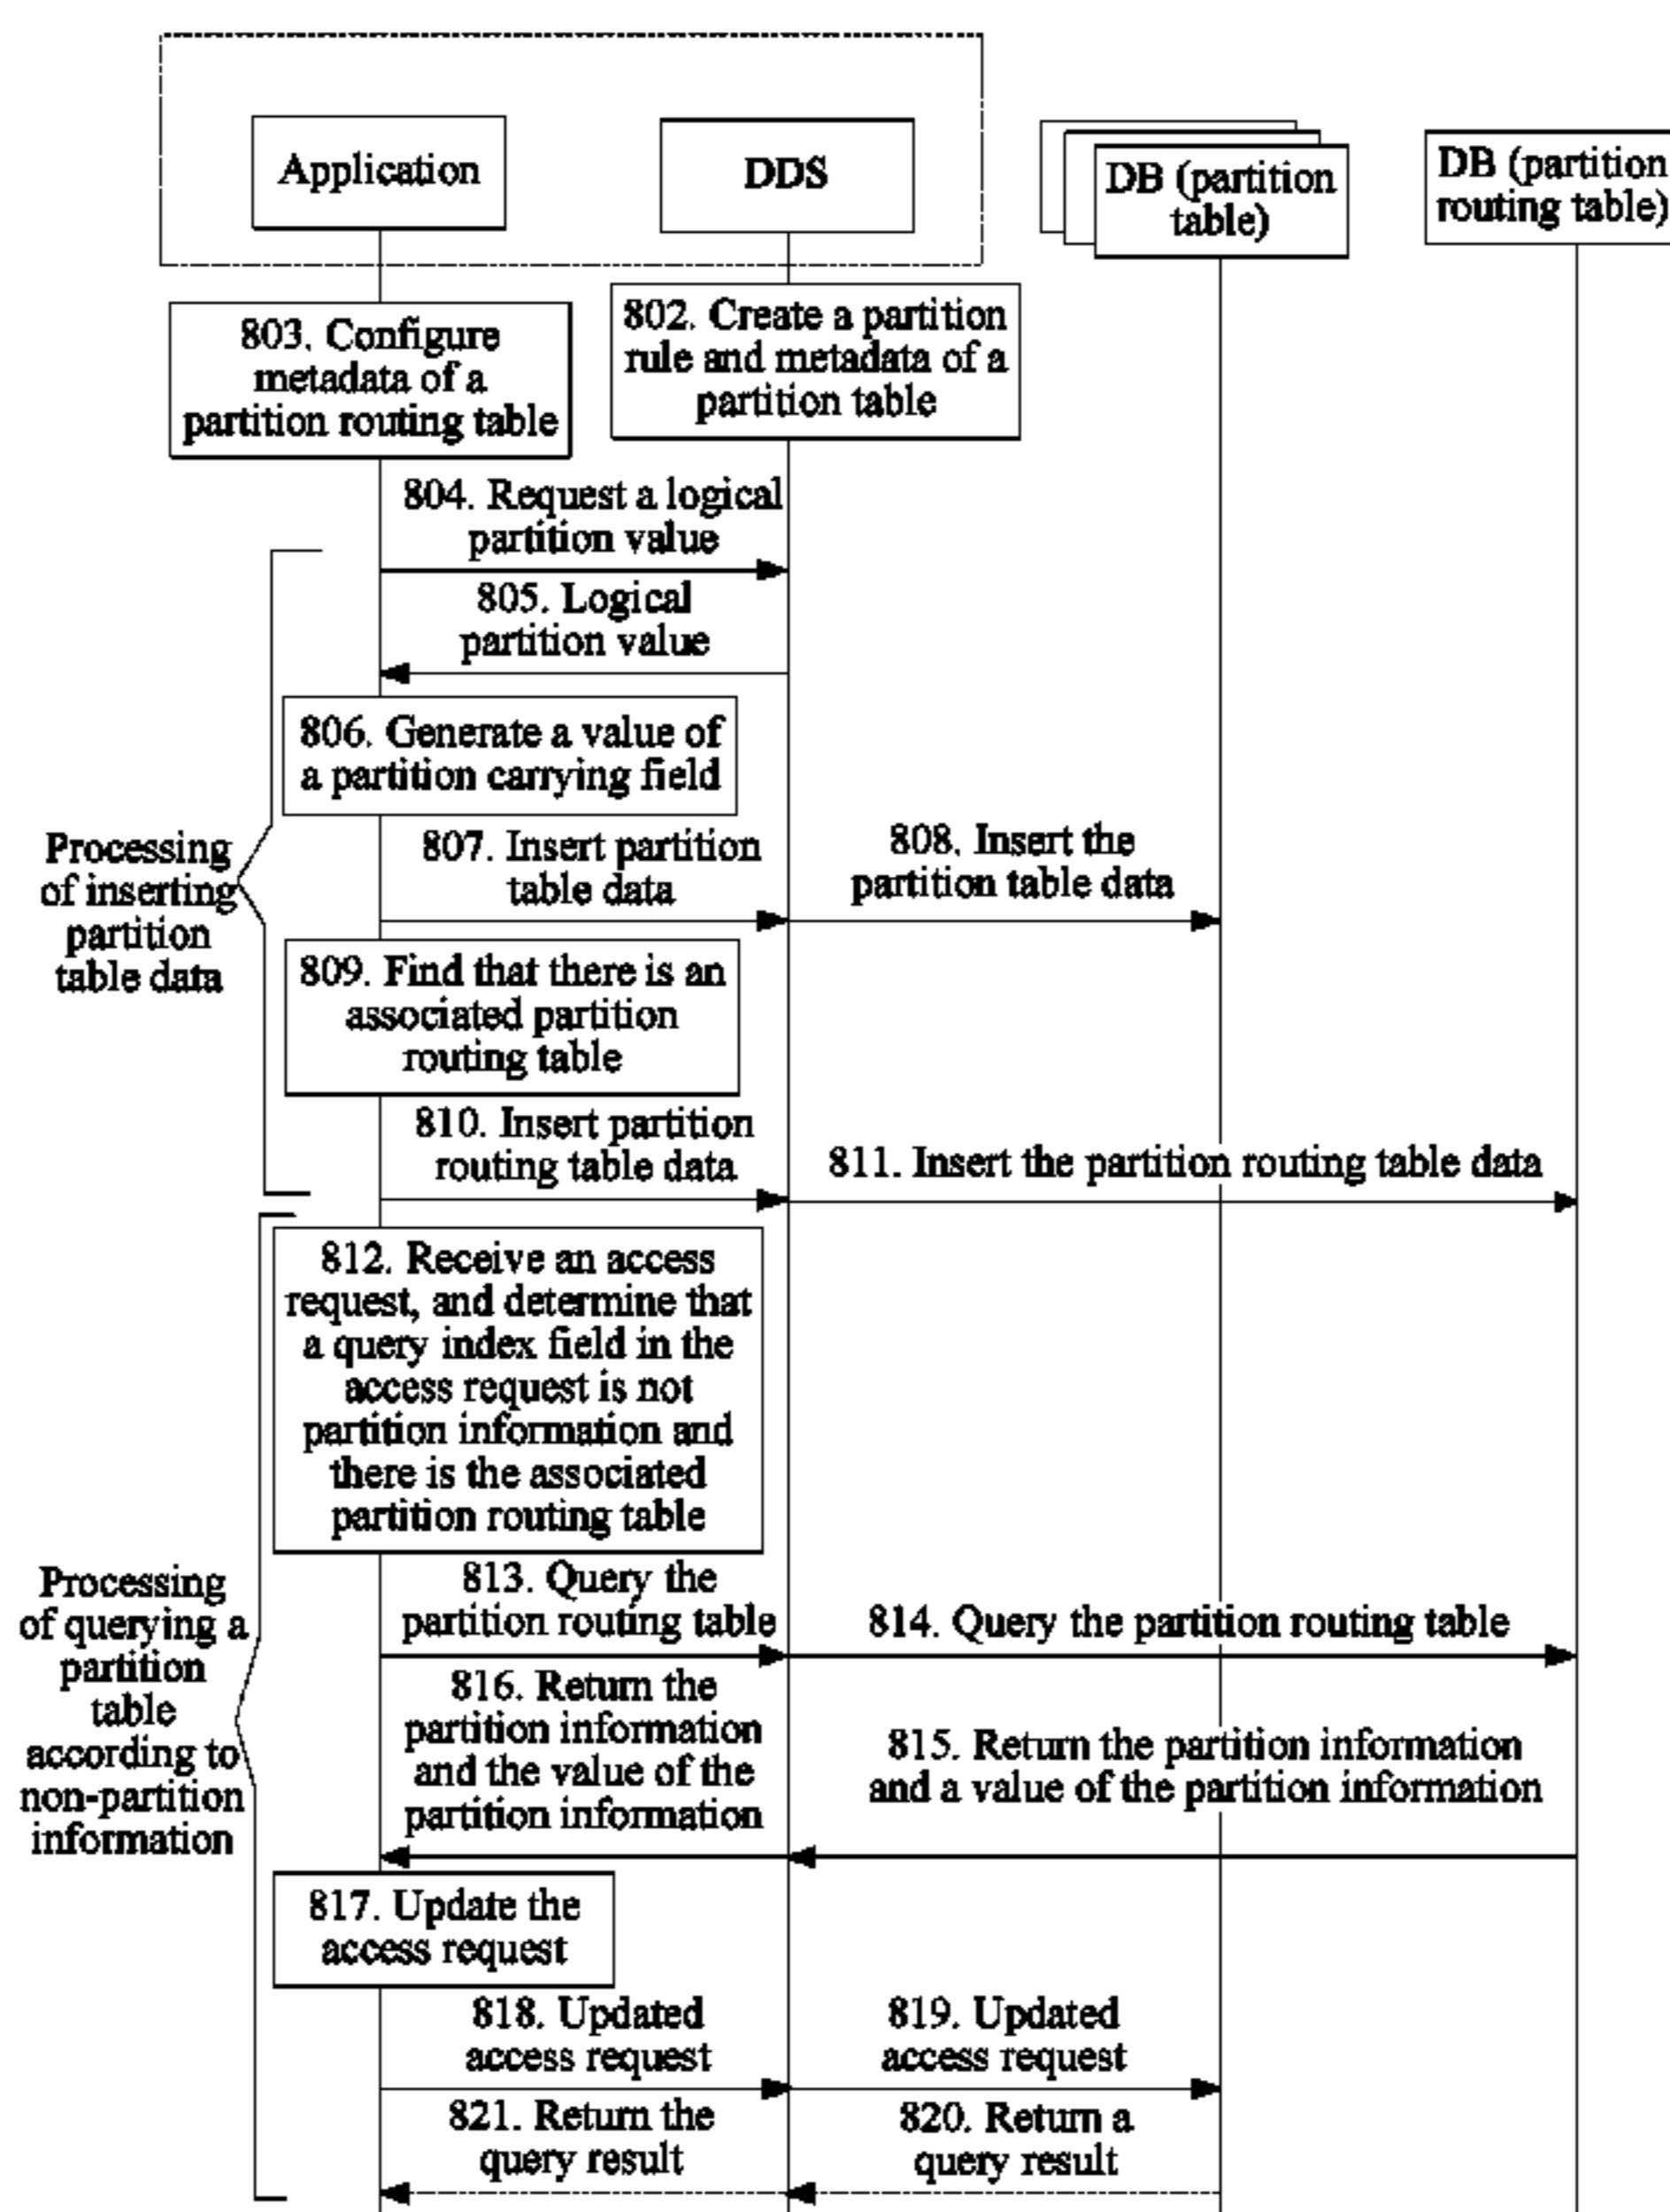 Application
DDS
DB (partition
table)
DB (partition
routing table)
803. Configure
metadata of a
partition routing table
802. Create a partition
rule and metadata of a
partition table
804. Request a logical
partition value
805. Logical
partition value
806. Generate a value of
a partition carrying field
Processing
of inserting
partition
table data
807. Insert partition
table data
808. Insert the
partition table data
809. Find that there is an
associated partition
routing table
810. Insert partition
routing table data
811. Insert the partition routing table data
812. Receive an access
request, and determine that
a query index field in the
access request is not
partition information and
there is the associated
partition routing table
Processing
of querying a
partition
table
according to
non-partition
information
813. Query the
partition routing table
814. Query the partition routing table
816. Return the
partition information
and the value of the
partition information
815. Return the partition information
and a value of the partition information
817. Update the
access request
818. Updated
access request
819. Updated
access request
821. Return the
query result
820. Return a
query result